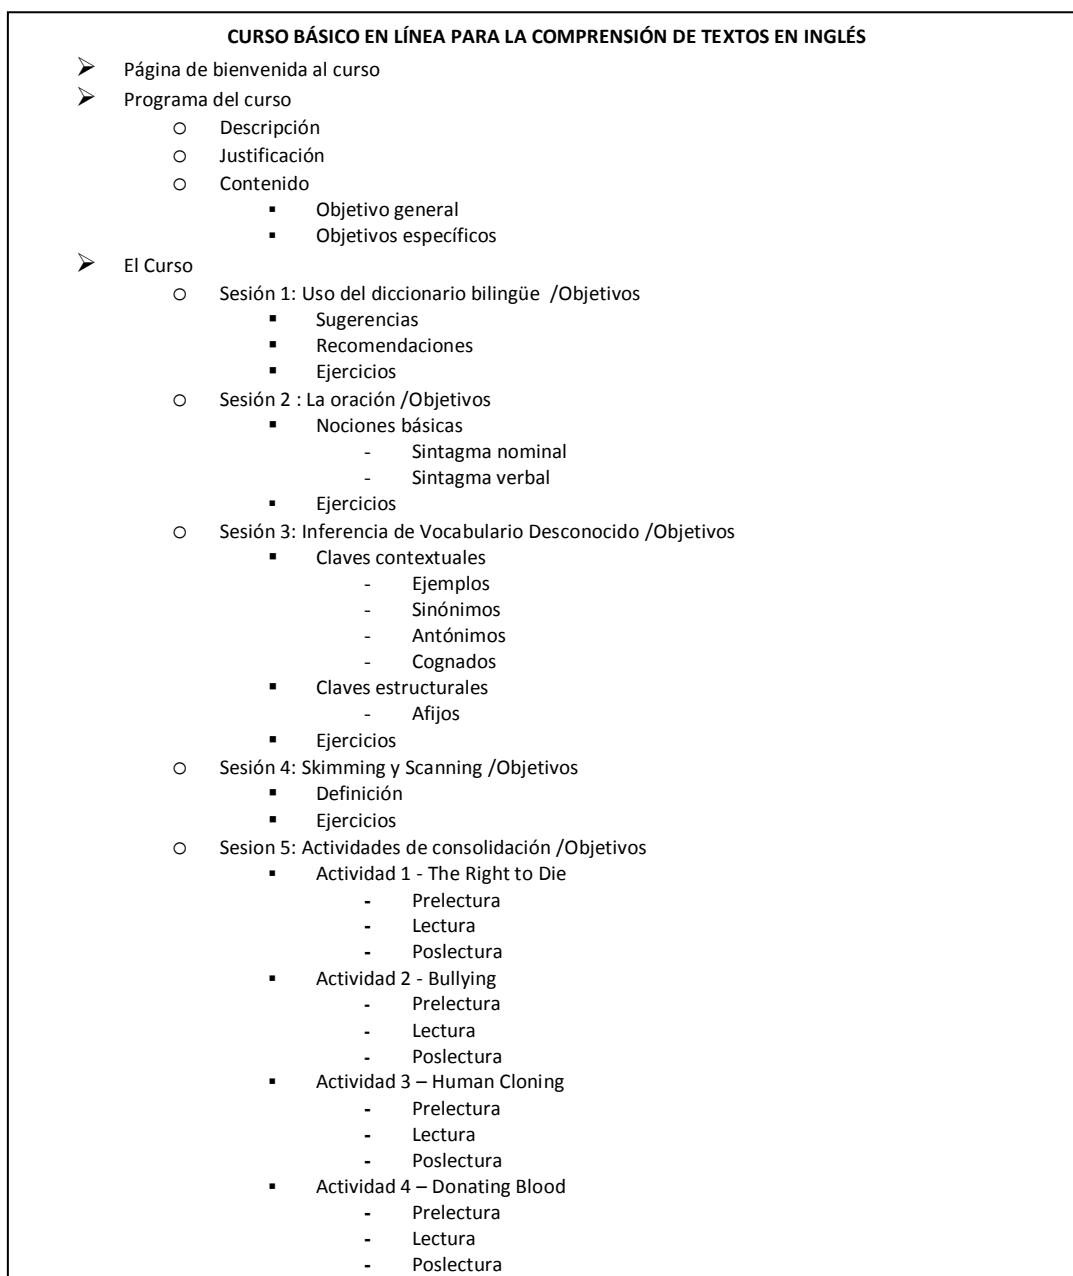 CURSO BÁSICO EN LÍNEA PARA LA COMPRENSIÓN DE TEXTOS EN INGLÉS
➢ Página de bienvenida al curso
➢ Programa del curso
o Descripción
o Justificación
o Contenido
▪ Objetivo general
▪ Objetivos específicos
➢ El Curso
o Sesión 1: Uso del diccionario bilingüe /Objetivos
▪ Sugerencias
▪ Recomendaciones
▪ Ejercicios
o Sesión 2 : La oración /Objetivos
▪ Nociones básicas
- Sintagma nominal
- Sintagma verbal
▪ Ejercicios
o Sesión 3: Inferencia de Vocabulario Desconocido /Objetivos
▪ Claves contextuales
- Ejemplos
- Sinónimos
- Antónimos
- Cognados
▪ Claves estructurales
- Afijos
▪ Ejercicios
o Sesión 4: Skimming y Scanning /Objetivos
▪ Definición
▪ Ejercicios
o Sesion 5: Actividades de consolidación /Objetivos
▪ Actividad 1 - The Right to Die
- Prelectura
- Lectura
- Poslectura
▪ Actividad 2 - Bullying
- Prelectura
- Lectura
- Poslectura
▪ Actividad 3 – Human Cloning
- Prelectura
- Lectura
- Poslectura
▪ Actividad 4 – Donating Blood
- Prelectura
- Lectura
- Poslectura